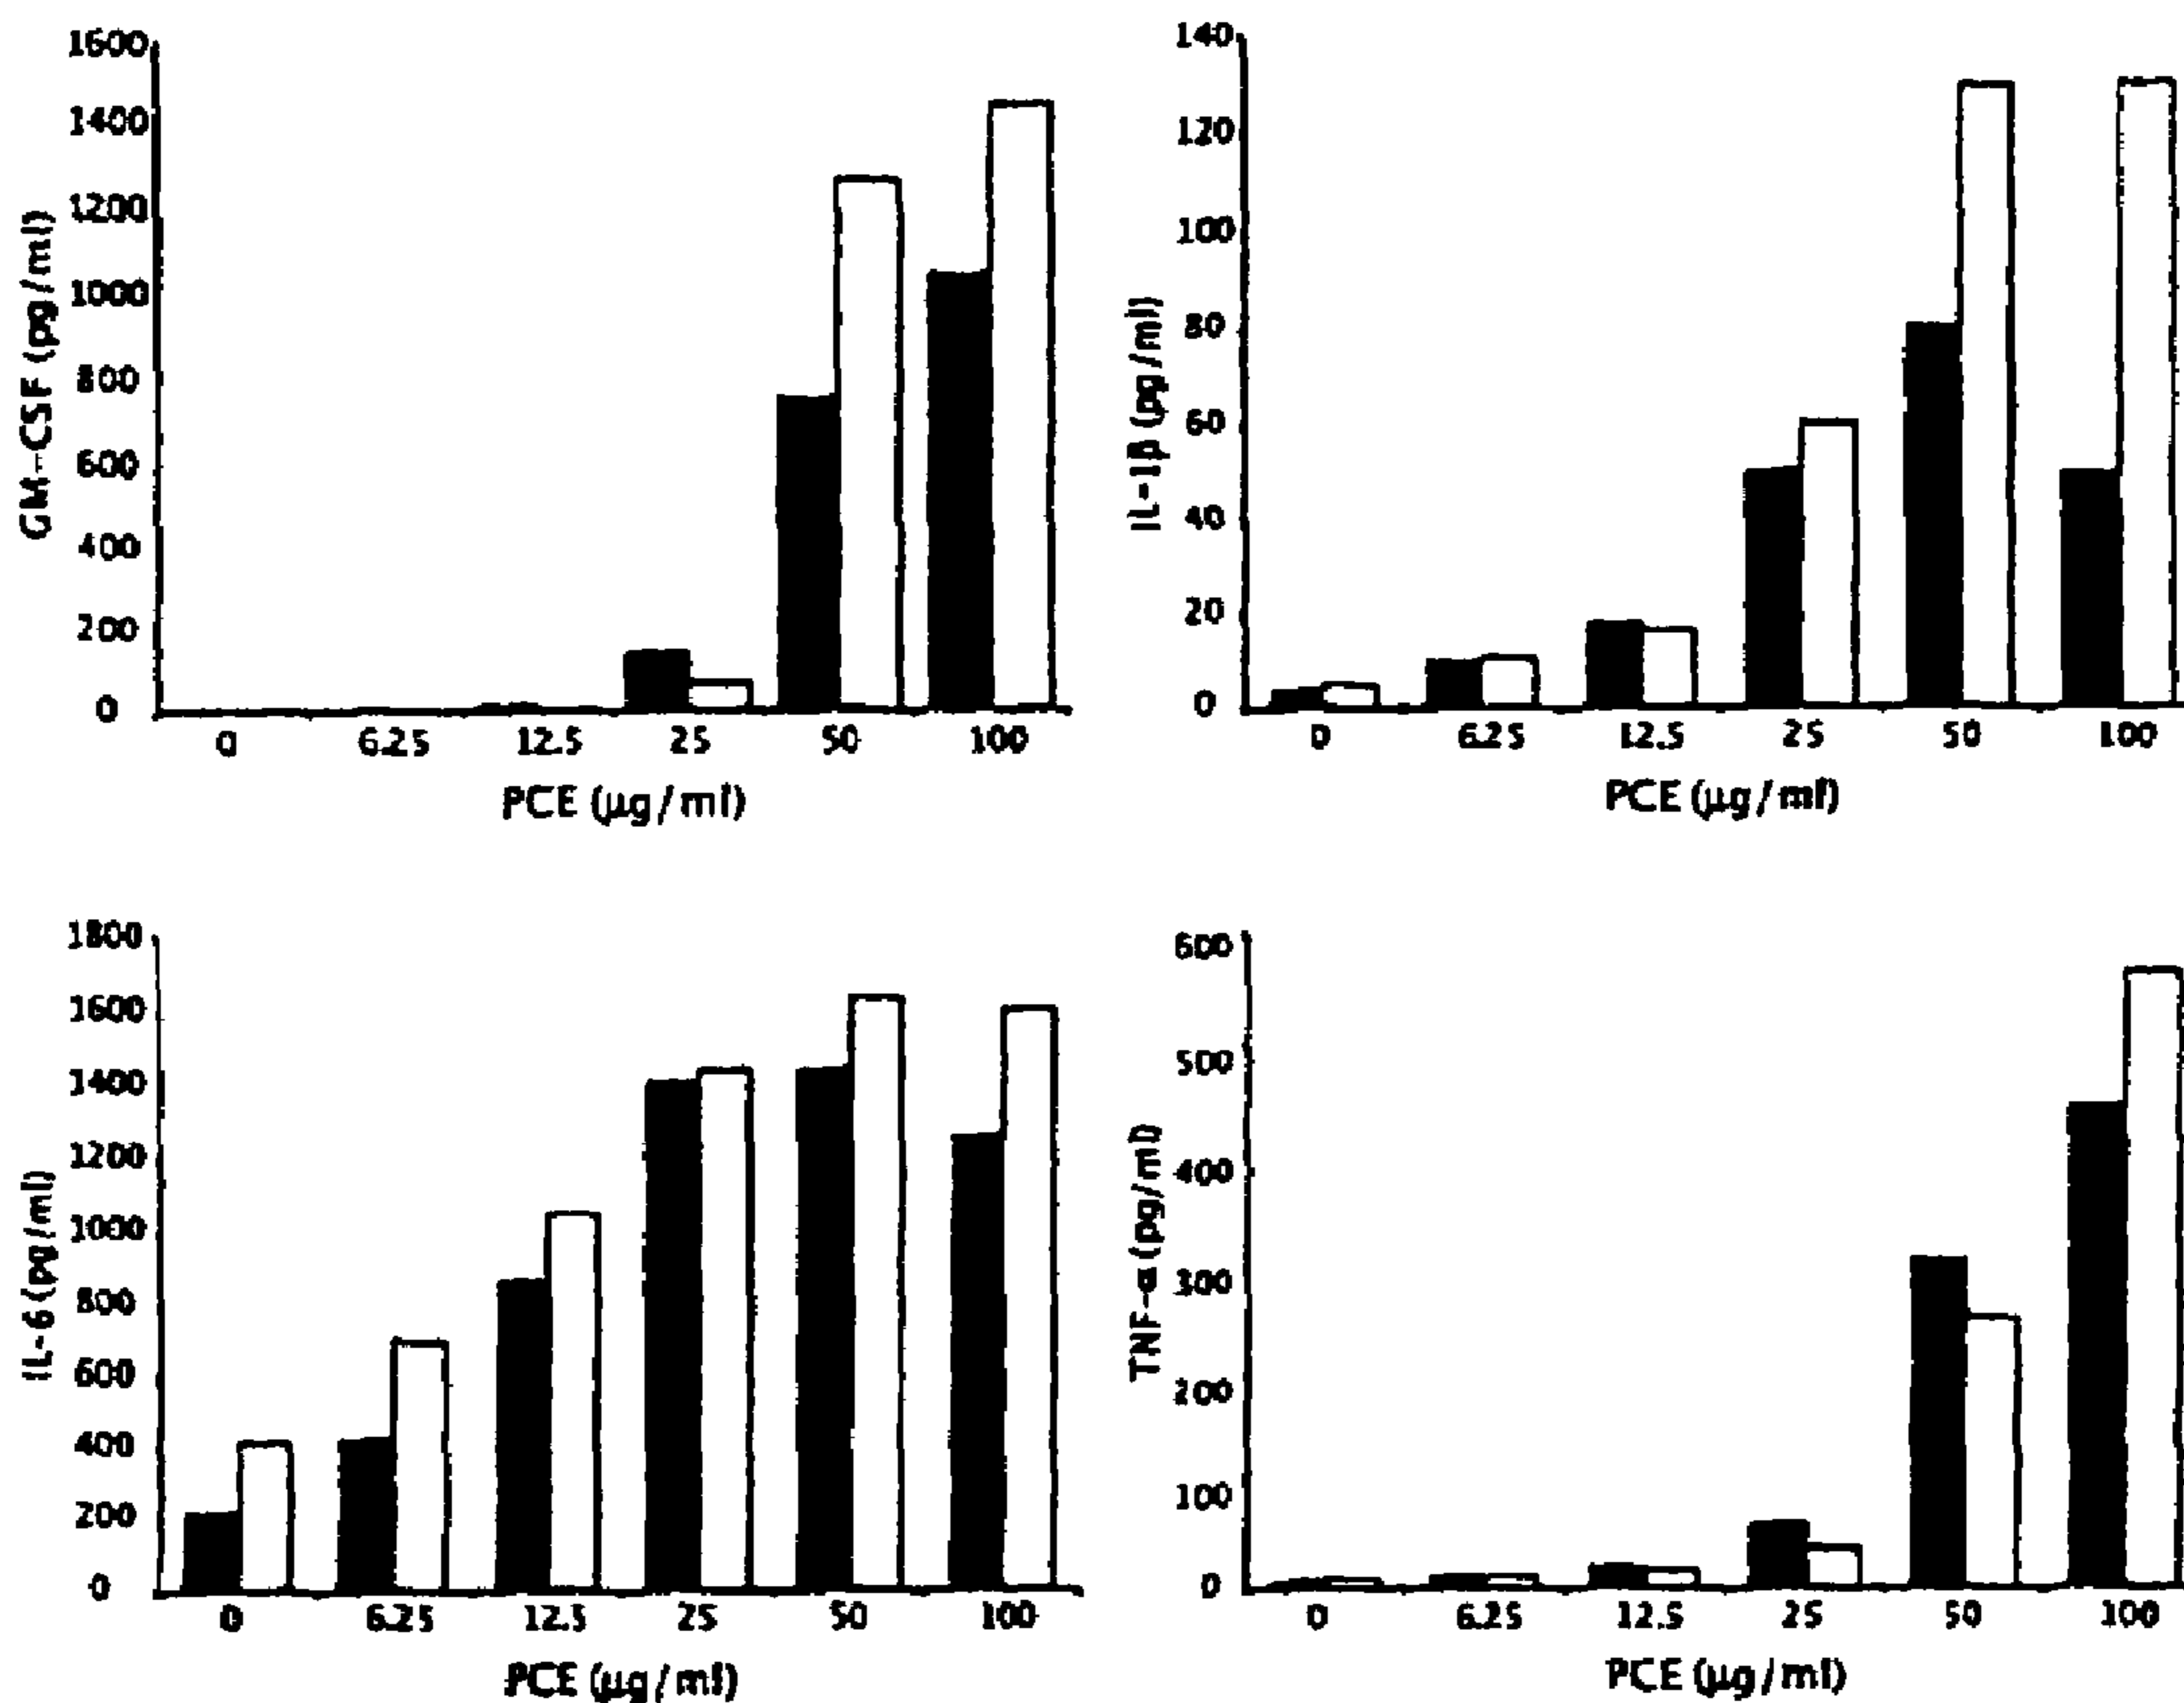 GM-CSF (pg/ml)
1600
1400
1200
1000
800
600
400
200
0
0 6.25 12.5 25 50 100
PCE (μg/ml)
IL-1β (pg/ml)
140
120
100
80
60
40
20
0
0 6.25 12.5 25 50 100
PCE (μg/ml)
IL-6 (pg/ml)
1800
1600
1400
1200
1000
800
600
400
200
0
0 6.25 12.5 25 50 100
PCE (μg/ml)
TNF-α (pg/ml)
600
500
400
300
200
100
0
0 6.25 12.5 25 50 100
PCE (μg/ml)